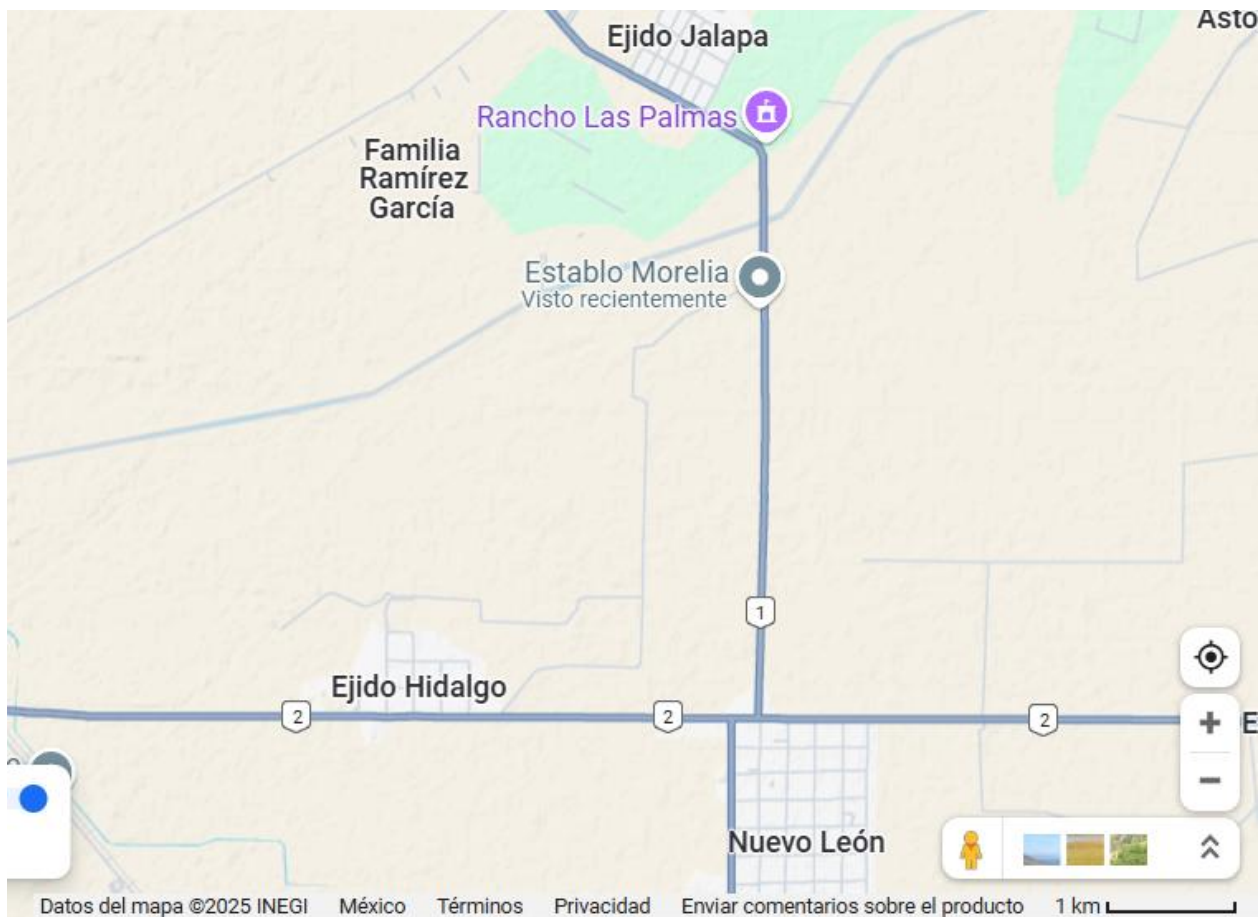 Asto
Ejido Jalapa
Rancho Las Palmas
Familia
Ramírez
García
Establo Morelia
Visto recientemente
1
Ejido Hidalgo
2
2
2
E
Nuevo León
Datos del mapa ©2025 INEGI México Términos Privacidad Enviar comentarios sobre el producto 1 km